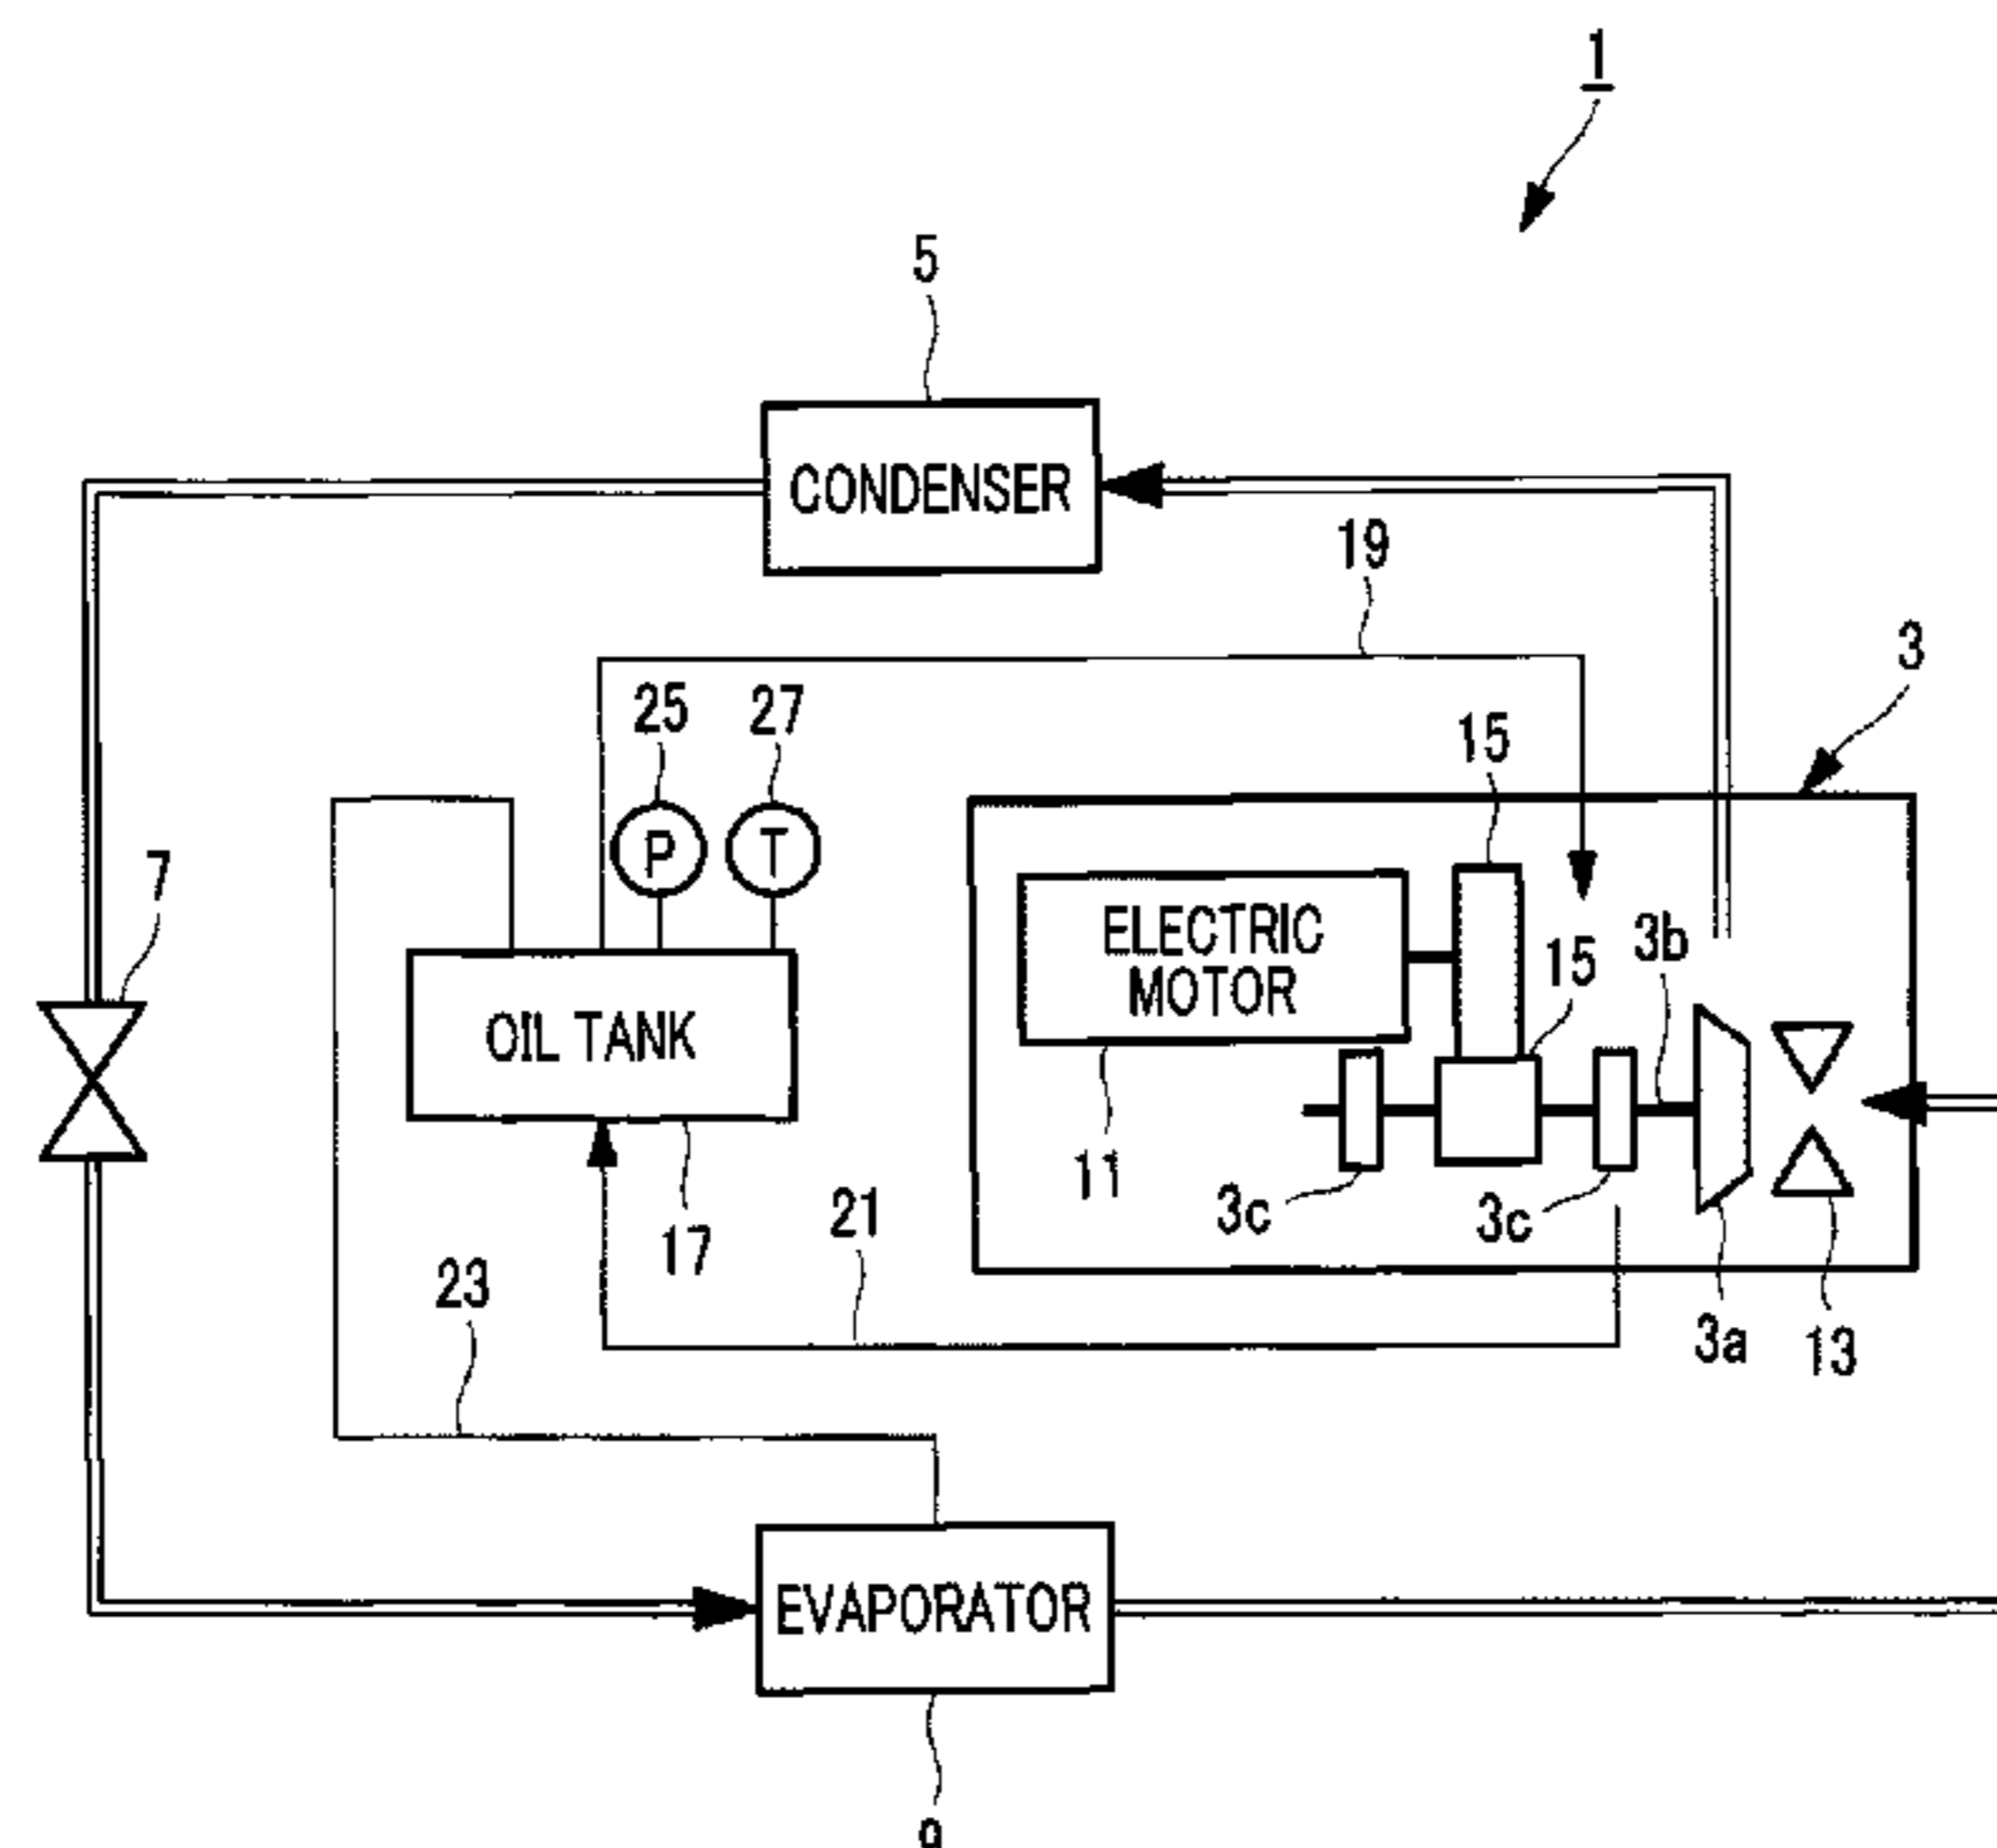 1
5
CONDENSER
19
3
25
27
15
P
T
7
ELECTRIC
MOTOR
15
3b
OIL TANK
11
3c
3c
21
17
23
3a
13
EVAPORATOR
9